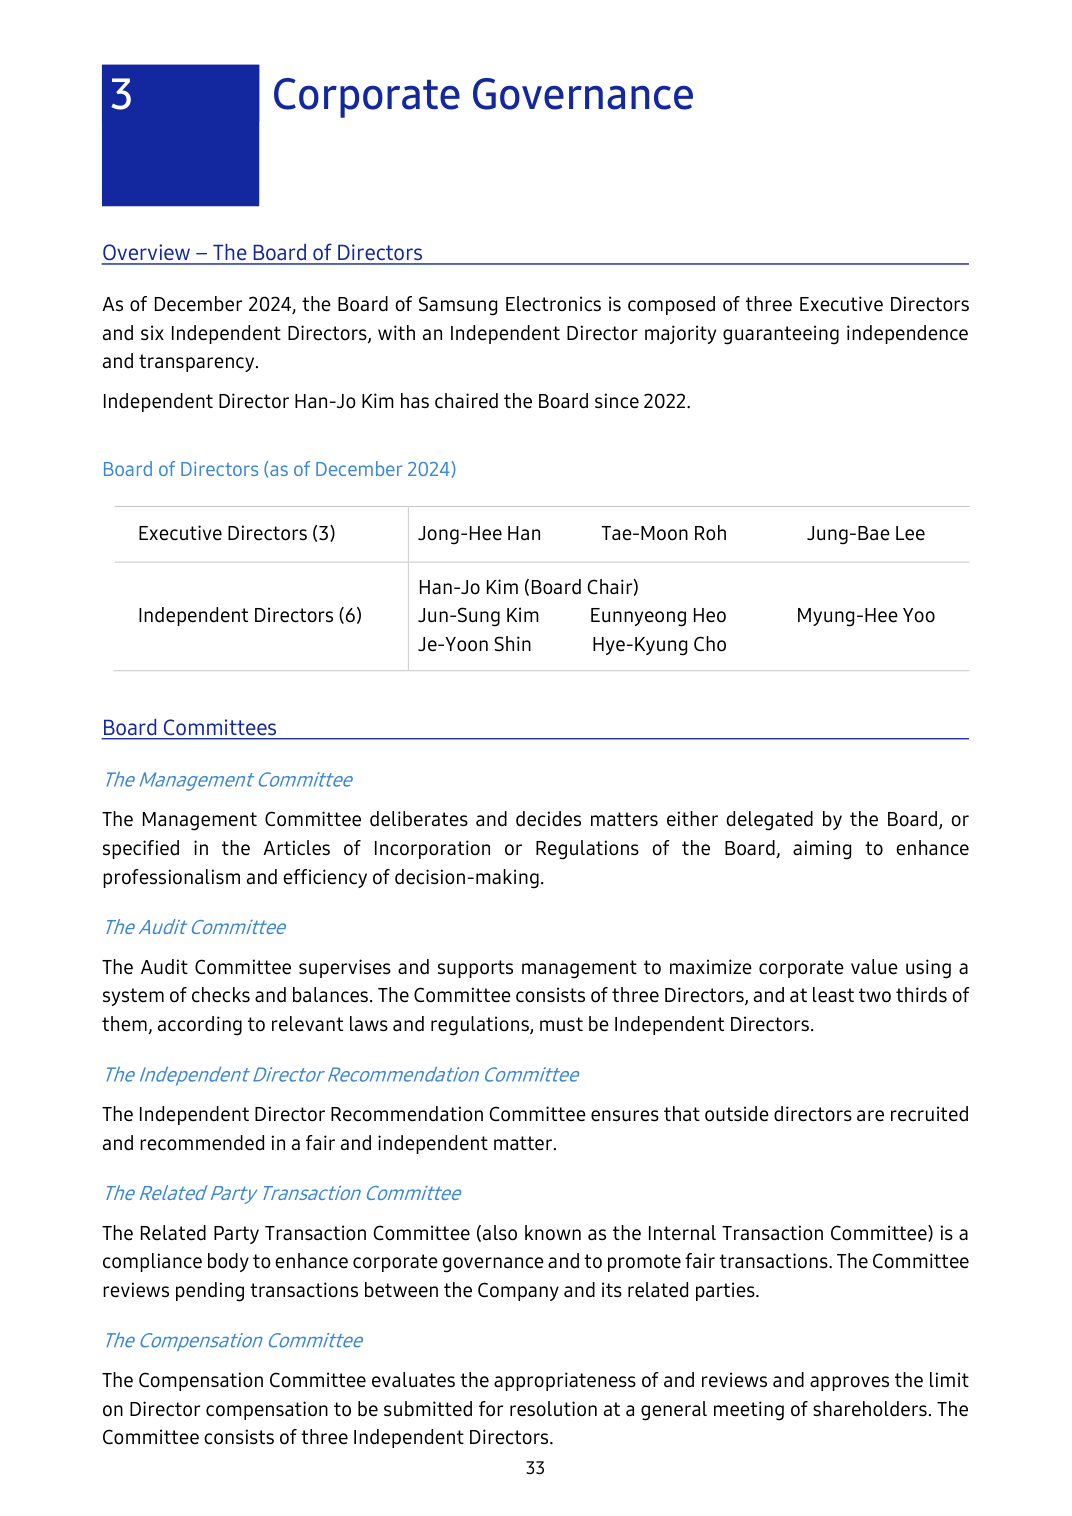 3
Corporate Governance
Overview – The Board of Directors
As of December 2024, the Board of Samsung Electronics is composed of three Executive Directors
and six Independent Directors, with an Independent Director majority guaranteeing independence
and transparency.
Independent Director Han-Jo Kim has chaired the Board since 2022.
Board of Directors (as of December 2024)
Executive Directors (3) Jong-Hee Han Tae-Moon Roh Jung-Bae Lee
Han-Jo Kim (Board Chair)
Independent Directors (6) Jun-Sung Kim Eunnyeong Heo Myung-Hee Yoo
Je-Yoon Shin Hye-Kyung Cho
Board Committees
The Management Committee
The Management Committee deliberates and decides matters either delegated by the Board, or
specified in the Articles of Incorporation or Regulations of the Board, aiming to enhance
professionalism and efficiency of decision-making.
The Audit Committee
The Audit Committee supervises and supports management to maximize corporate value using a
system of checks and balances. The Committee consists of three Directors, and at least two thirds of
them, according to relevant laws and regulations, must be Independent Directors.
The Independent Director Recommendation Committee
The Independent Director Recommendation Committee ensures that outside directors are recruited
and recommended in a fair and independent matter.
The Related Party Transaction Committee
The Related Party Transaction Committee (also known as the Internal Transaction Committee) is a
compliance body to enhance corporate governance and to promote fair transactions. The Committee
reviews pending transactions between the Company and its related parties.
The Compensation Committee
The Compensation Committee evaluates the appropriateness of and reviews and approves the limit
on Director compensation to be submitted for resolution at a general meeting of shareholders. The
Committee consists of three Independent Directors.
33